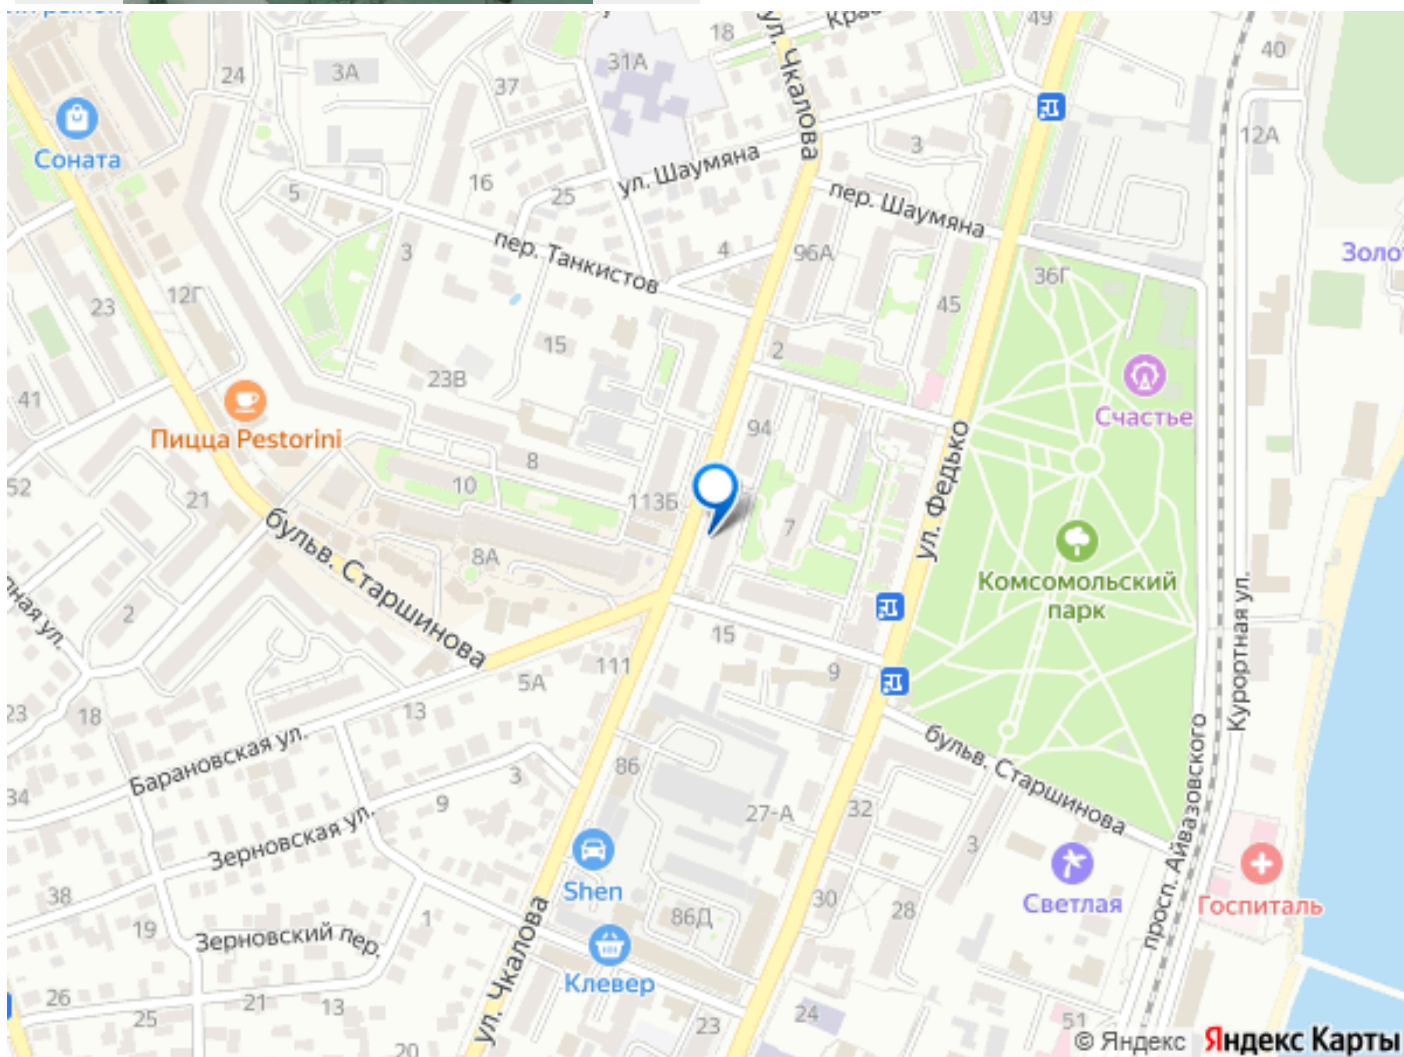 18
49
40
24
3А
31А
37
ул. Чкалова
12А
Соната
3
ул. Шаумяна
16
25
5
пер. Шаумяна
3
пер. Танкистов
4
96А
Золот
36Г
12Г
23
45
15
2
23В
Счастье
41
94
Пицца Pestorini
ул. Федько
8
52
10
113Б
21
7
бульв. Старшинова
8А
Комсомольский
парк
Курортная ул.
2
15
111
9
5А
23
18
13
Барановская ул.
86
бульв. Старшинова
просп. Айвазовского
3
34
9
27-А
32
3
Зерновская ул.
Shen
Светлая
Госпиталь
38
30
28
19
1
86Д
Зерновский пер.
ул. Чкалова
Клевер
26
21
13
25
24
23
51
20
© Яндекс Яндекс Карты